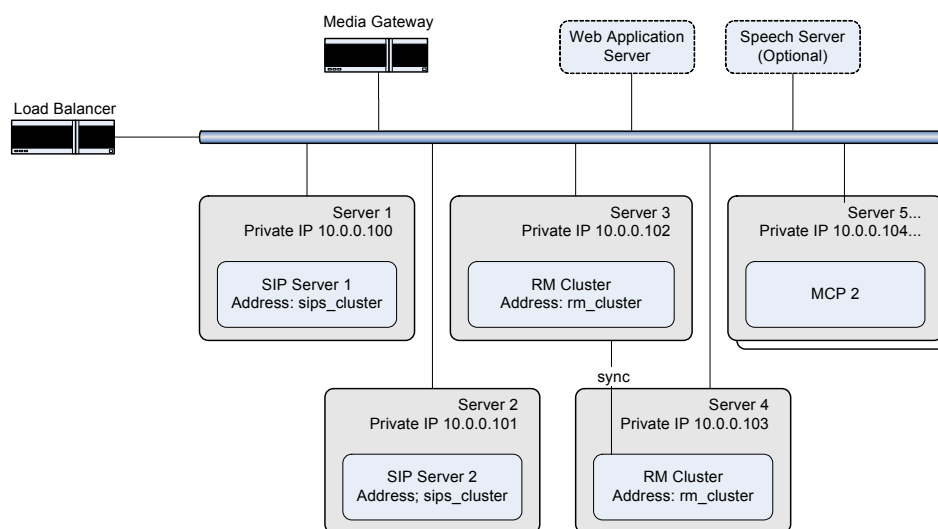 Media Gateway
Web Application
Server
Speech Server
(Optional)
Load Balancer
Server 1
Private IP 10.0.0.100
SIP Server 1
Address: sips_cluster
Server 3
Private IP 10.0.0.102
RM Cluster
Address: rm_cluster
Server 5...
Private IP 10.0.0.104...
MCP 2
sync
Server 2
Private IP 10.0.0.101
SIP Server 2
Address; sips_cluster
Server 4
Private IP 10.0.0.103
RM Cluster
Address: rm_cluster